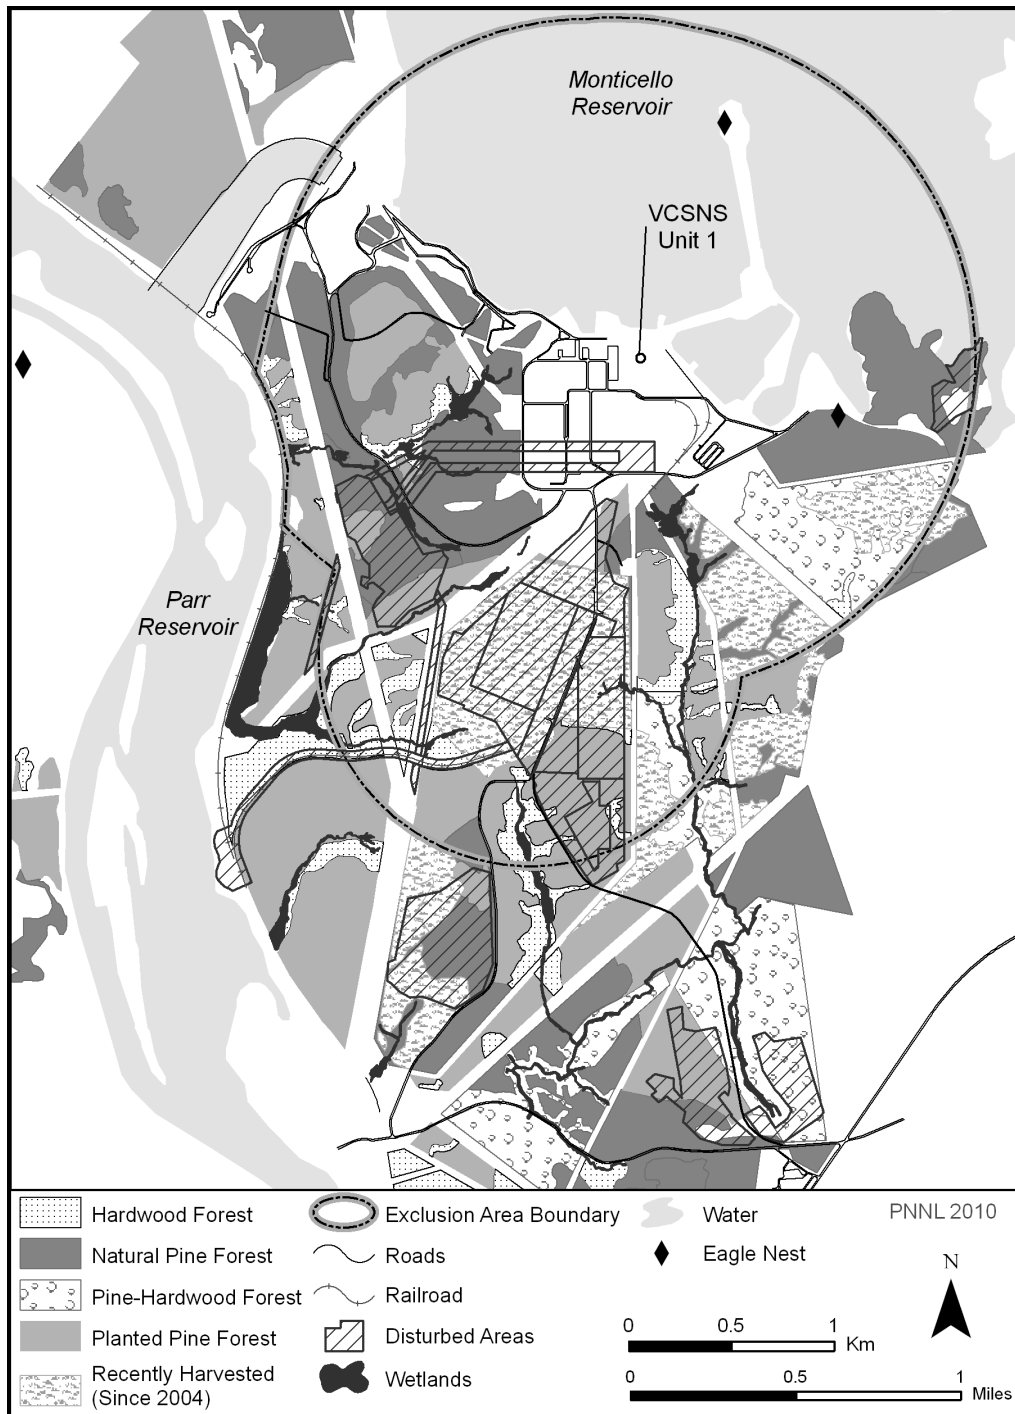 Monticello
Reservoir
VCSNS
Unit 1
Parr
Reservoir
Hardwood Forest
Natural Pine Forest
Pine-Hardwood Forest
Planted Pine Forest
Recently Harvested
(Since 2004)
Exclusion Area Boundary
Roads
Railroad
Disturbed Areas
Wetlands
Water
Eagle Nest
PNNL 2010
N
0 0.5 1
Km
0 0.5 1
Miles